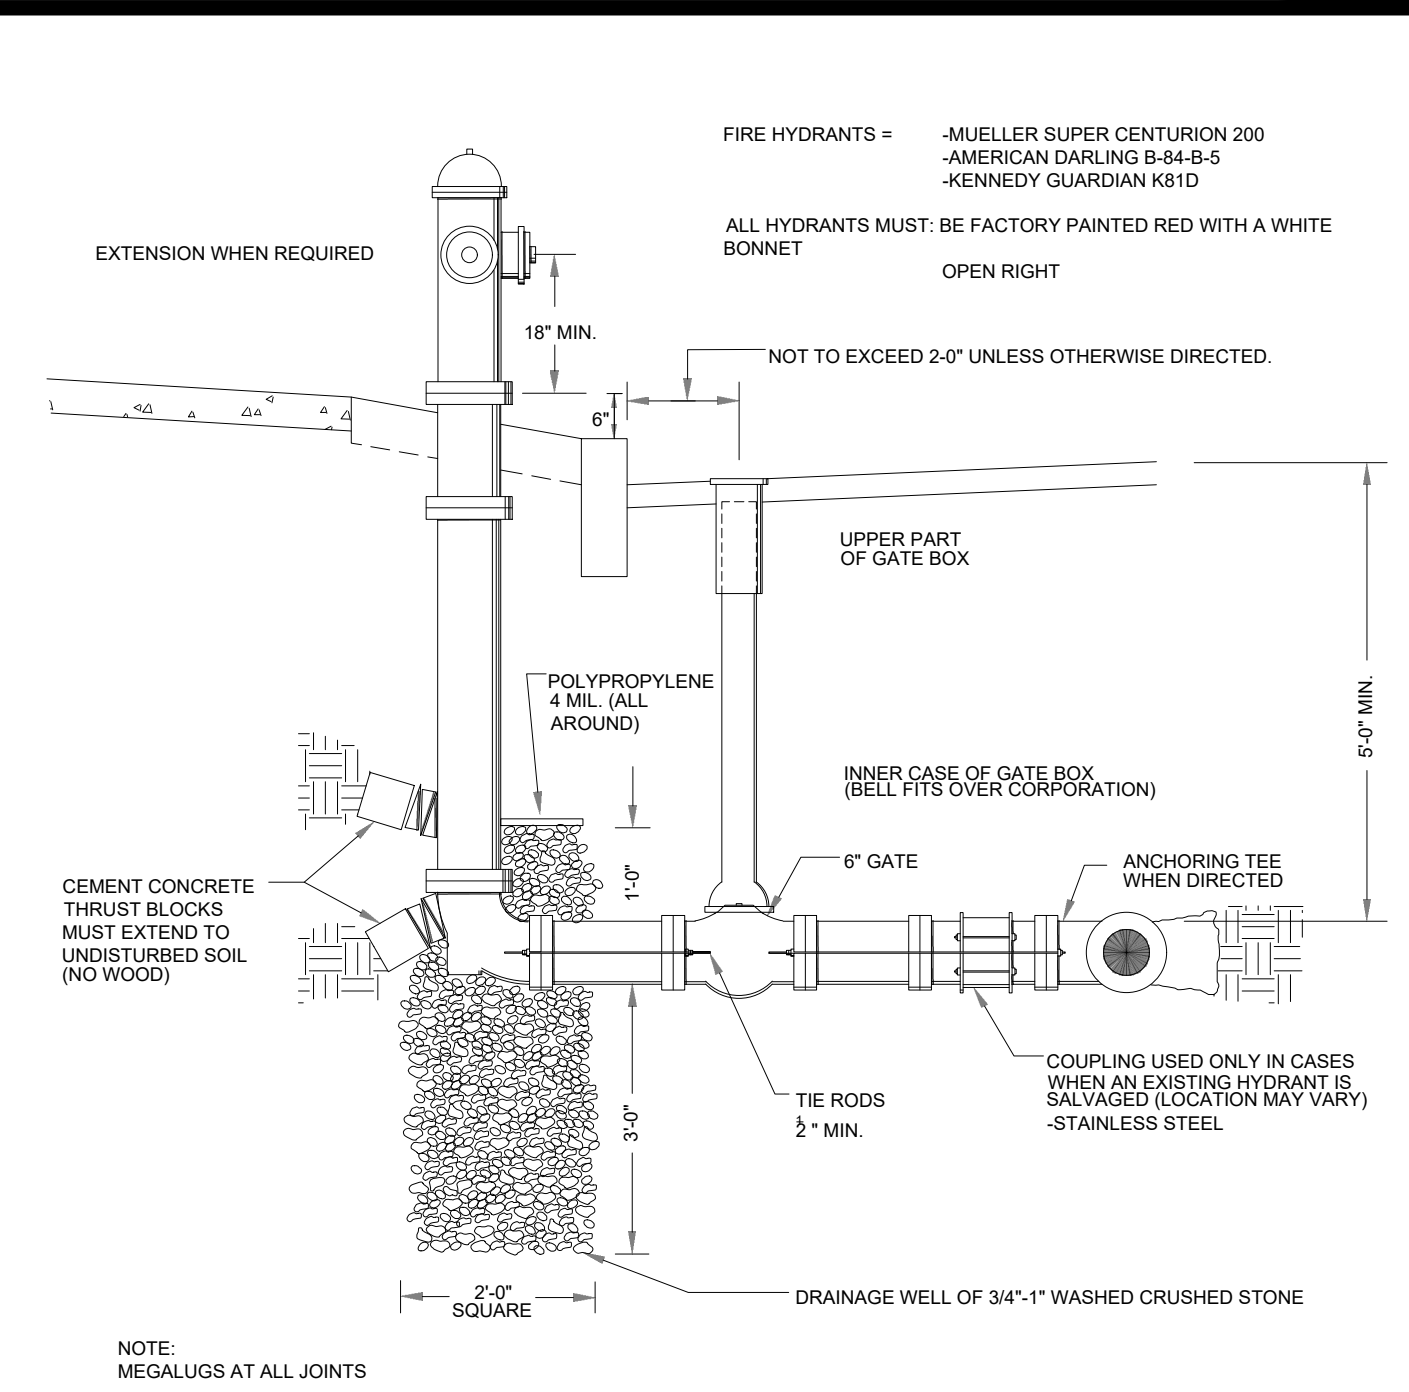 FIRE HYDRANTS = -MUELLER SUPER CENTURION 200
-AMERICAN DARLING B-84-B-5
-KENNEDY GUARDIAN K81D
ALL HYDRANTS MUST: BE FACTORY PAINTED RED WITH A WHITE
BONNET
OPEN RIGHT
EXTENSION WHEN REQUIRED
18" MIN.
NOT TO EXCEED 2-0" UNLESS OTHERWISE DIRECTED.
6"
UPPER PART
OF GATE BOX
5'-0" MIN.
POLYPROPYLENE
4 MIL. (ALL
AROUND)
INNER CASE OF GATE BOX
(BELL FITS OVER CORPORATION)
1'-0"
6" GATE
ANCHORING TEE
WHEN DIRECTED
CEMENT CONCRETE
THRUST BLOCKS
MUST EXTEND TO
UNDISTURBED SOIL
(NO WOOD)
COUPLING USED ONLY IN CASES
WHEN AN EXISTING HYDRANT IS
SALVAGED (LOCATION MAY VARY)
-STAINLESS STEEL
TIE RODS
1/2 " MIN.
3'-0"
2'-0"
SQUARE
DRAINAGE WELL OF 3/4"-1" WASHED CRUSHED STONE
NOTE:
MEGALUGS AT ALL JOINTS